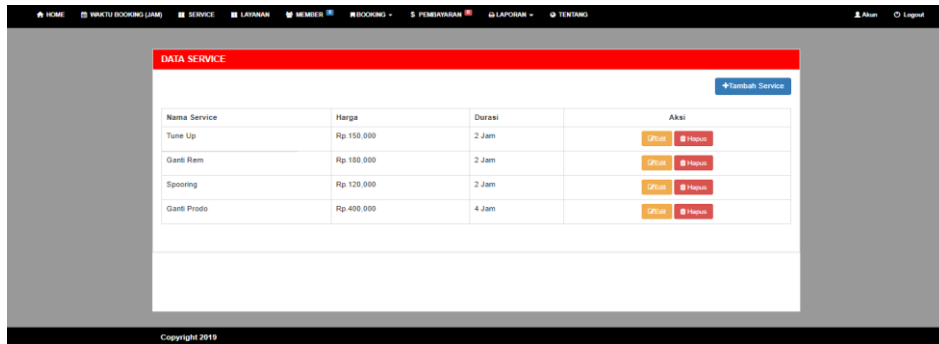 HOME WAKTU BOOKING (JAM) SERVICE LAYANAN MEMBER BOOKING $ PEMBAYARAN LAPORAN TENTANG Akun Logout
DATA SERVICE
+Tambah Service
Nama Service Harga Durasi Aksi
Tune Up Rp.150,000 2 Jam Edit Hapus
Ganti Rem Rp.180,000 2 Jam Edit Hapus
Spooring Rp.120,000 2 Jam Edit Hapus
Ganti Prodo Rp.400,000 4 Jam Edit Hapus
Copyright 2019